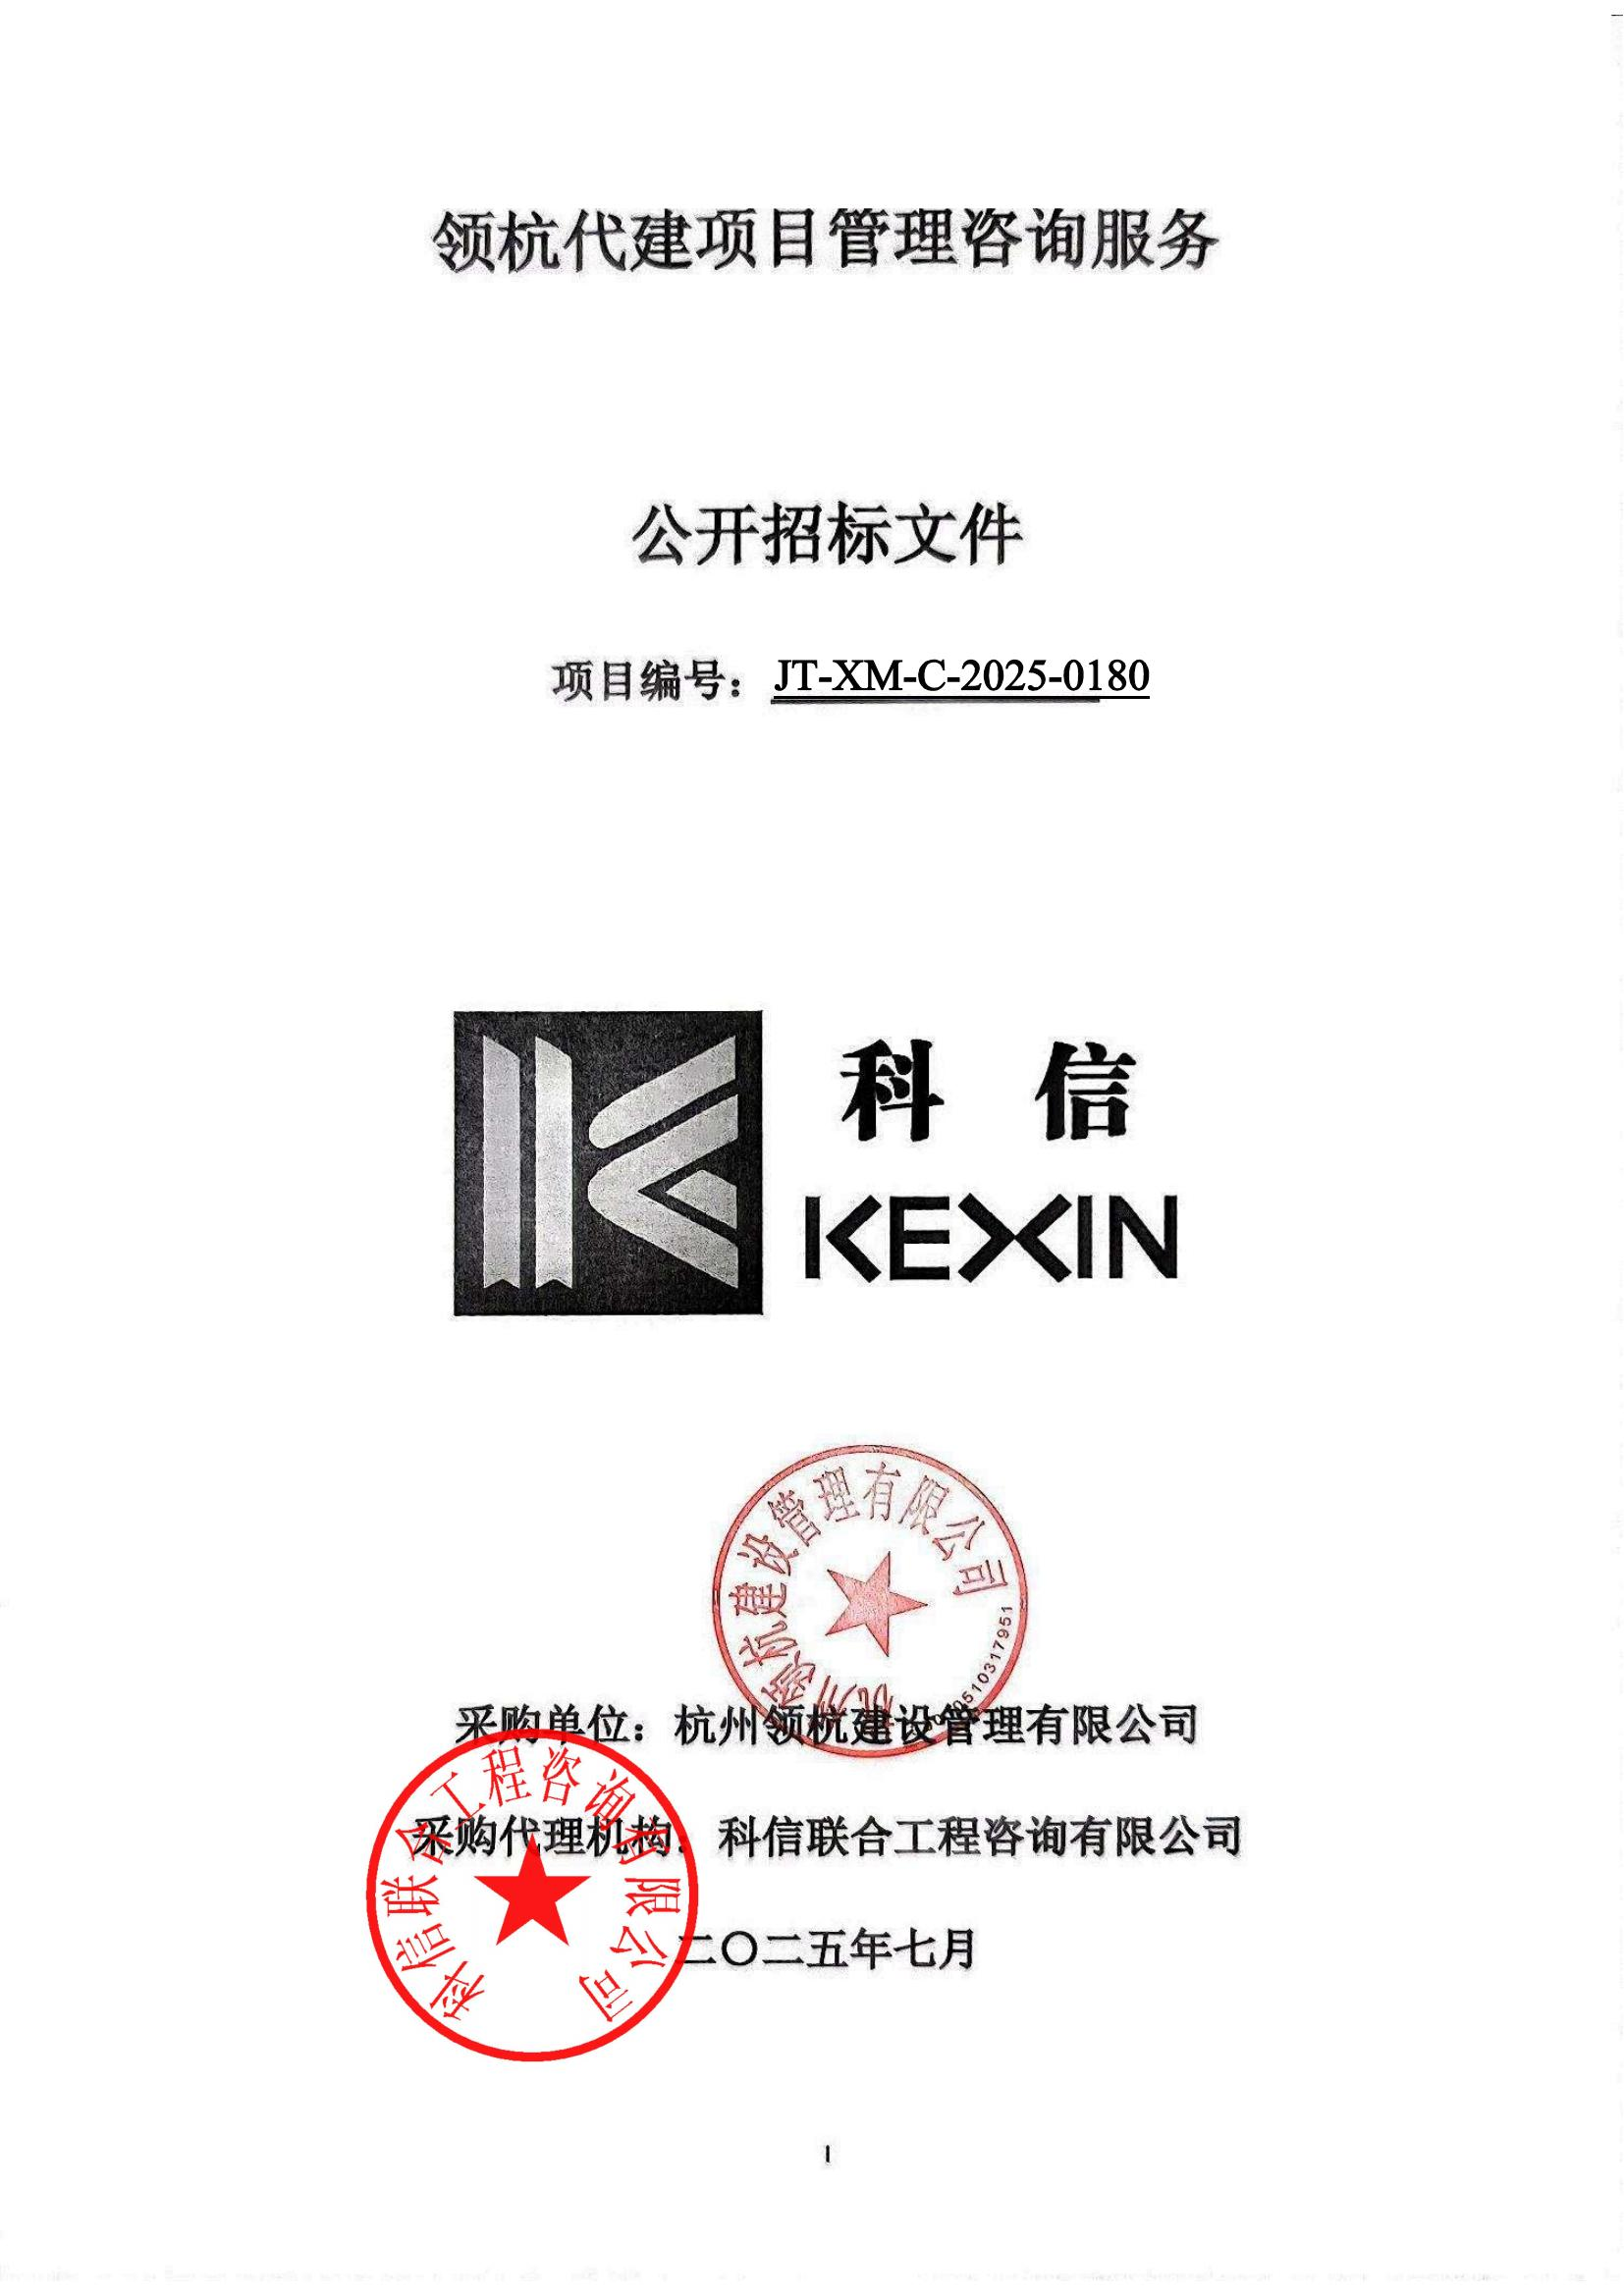 领杭代建项目管理咨询服务
公开招标文件
项目编号：JT-XM-C-2025-0180
科 信
KEXIN
杭州领杭建设管理有限公司
采购单位：杭州领杭建设管理有限公司
科信联合工程咨询有限公司
采购代理机构：科信联合工程咨询有限公司
二〇二五年七月
1